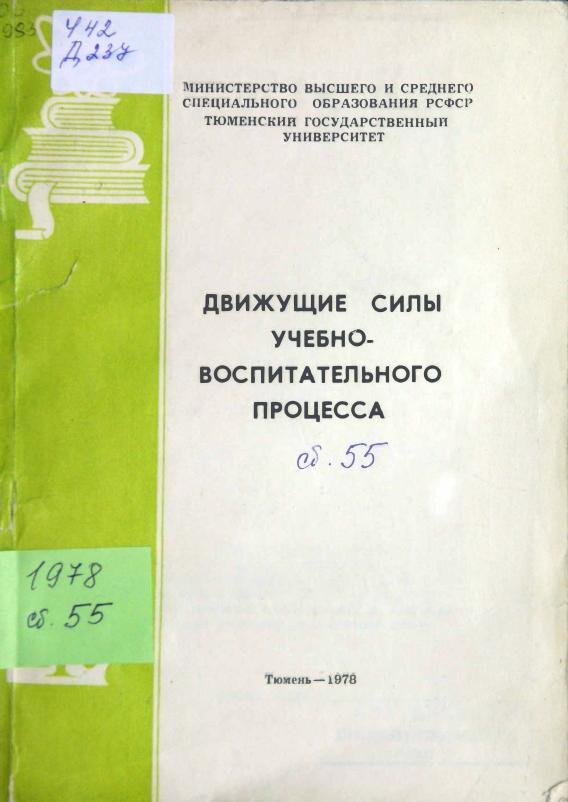 Ч42
Д237
МИНИСТЕРСТВО ВЫСШЕГО И СРЕДНЕГО
СПЕЦИАЛЬНОГО ОБРАЗОВАНИЯ РСФСР
ТЮМЕНСКИЙ ГОСУДАРСТВЕННЫЙ
УНИВЕРСИТЕТ
ДВИЖУЩИЕ СИЛЫ
УЧЕБНО-
ВОСПИТАТЕЛЬНОГО
ПРОЦЕССА
сб. 55
1978
сб. 55
Тюмень—1978